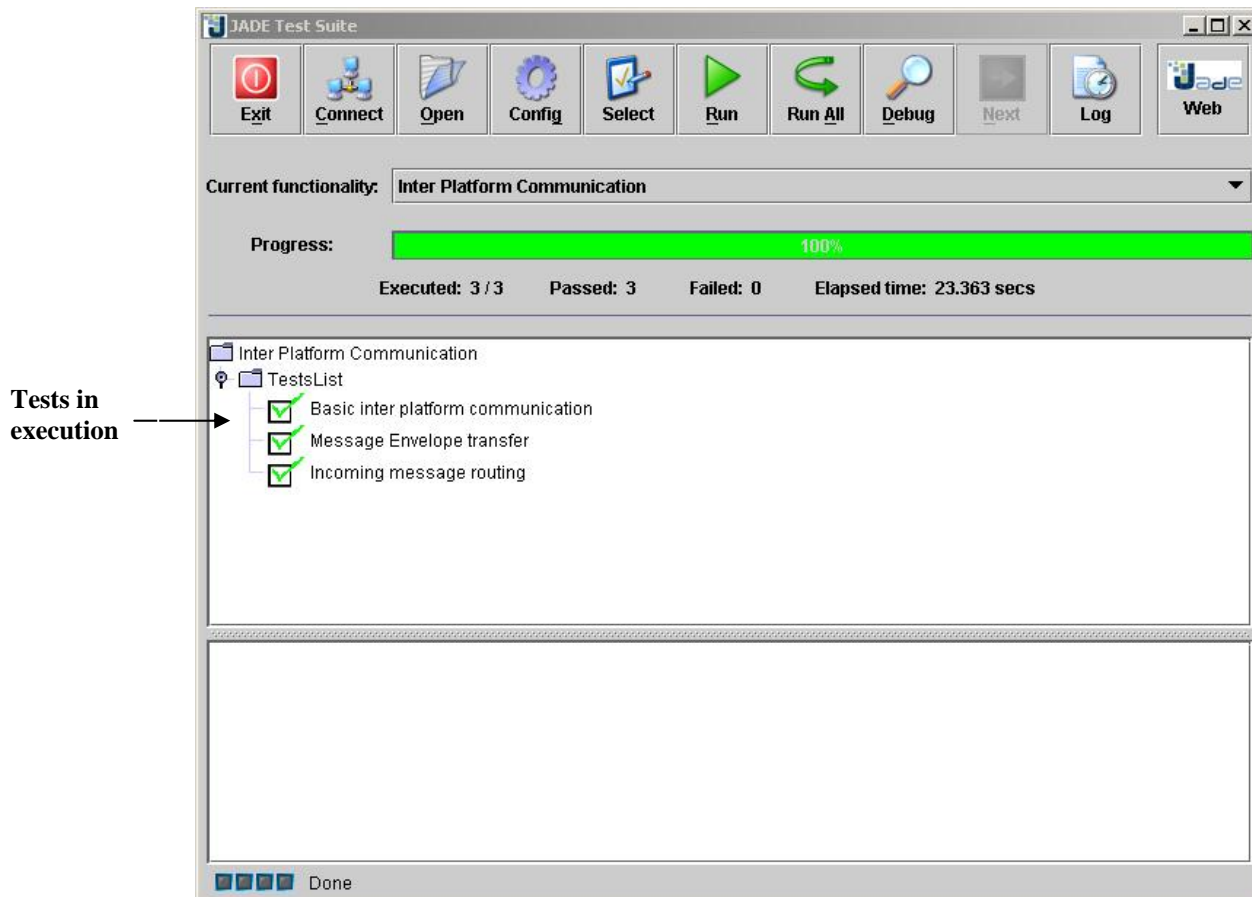 JADE Test Suite
Exit Connect Open Config Select Run Run All Debug Next Log Jade Web
Current functionality: Inter Platform Communication
Progress: 100%
Executed: 3 / 3 Passed: 3 Failed: 0 Elapsed time: 23.363 secs
Inter Platform Communication
TestsList
Basic inter platform communication
Message Envelope transfer
Incoming message routing
Tests in
execution
Done